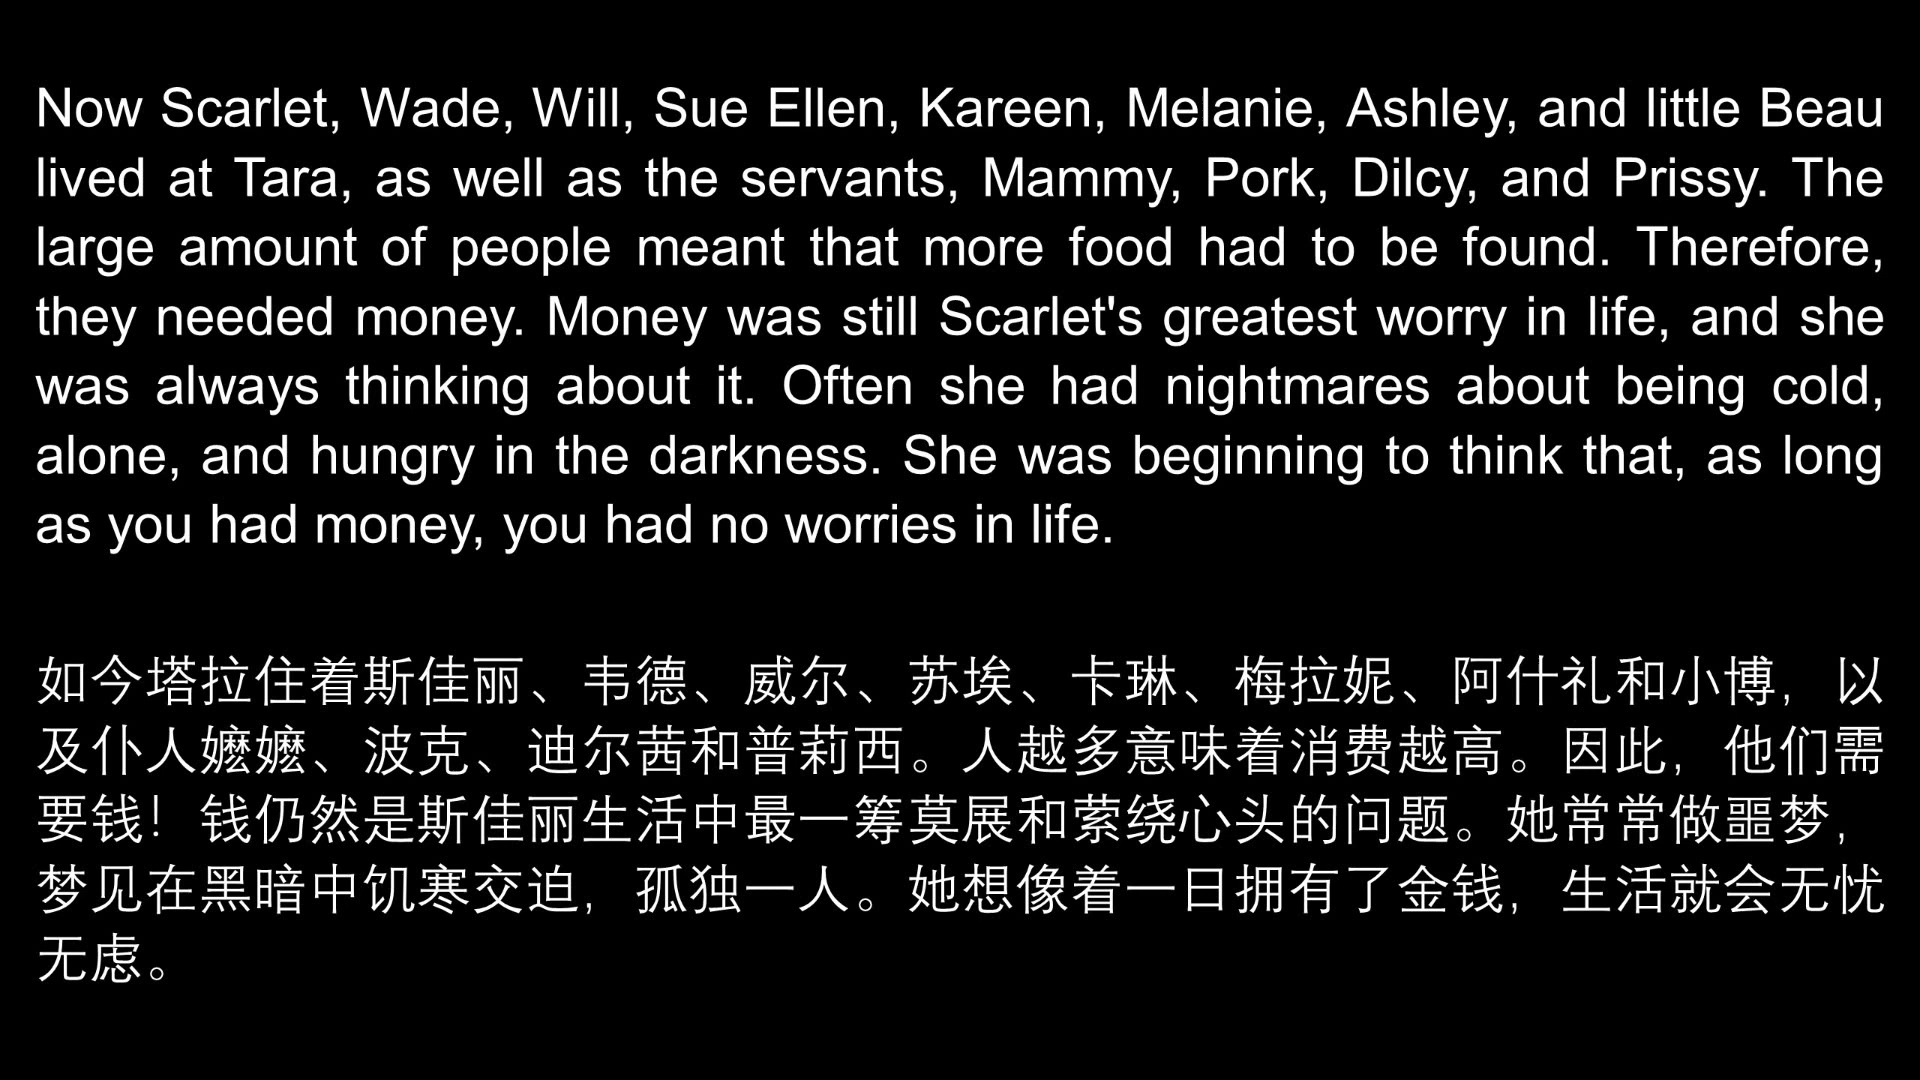 Now Scarlet, Wade, Will, Sue Ellen, Kareen, Melanie, Ashley, and little Beau
lived at Tara, as well as the servants, Mammy, Pork, Dilcy, and Prissy. The
large amount of people meant that more food had to be found. Therefore,
they needed money. Money was still Scarlet's greatest worry in life, and she
was always thinking about it. Often she had nightmares about being cold,
alone, and hungry in the darkness. She was beginning to think that, as long
as you had money, you had no worries in life.
如今塔拉住着斯佳丽、韦德、威尔、苏埃、卡琳、梅拉妮、阿什礼和小博，以
及仆人嬷嬷、波克、迪尔茜和普莉西。人越多意味着消费越高。因此，他们需
要钱！钱仍然是斯佳丽生活中最一筹莫展和萦绕心头的问题。她常常做噩梦，
梦见在黑暗中饥寒交迫，孤独一人。她想像着一日拥有了金钱，生活就会无忧
无虑。